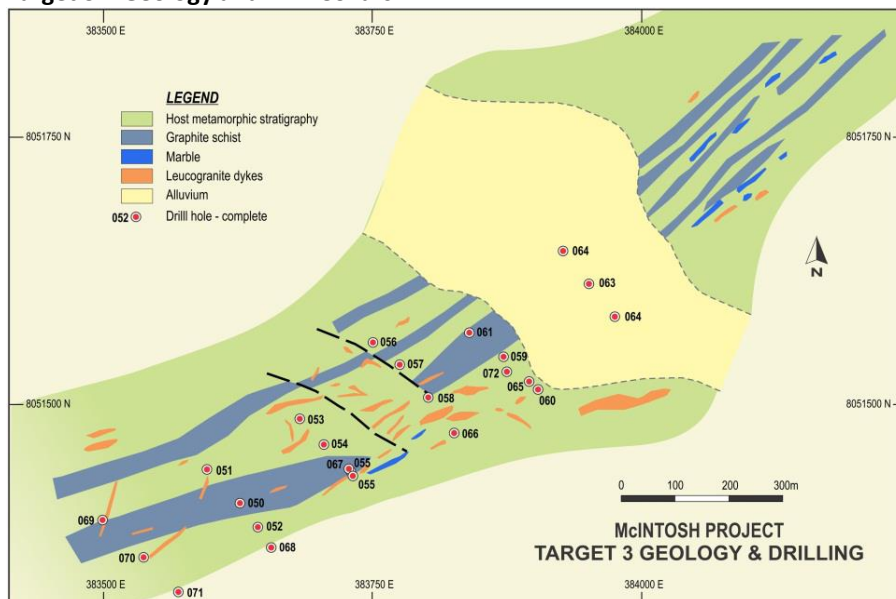 383500 E
383750 E
384000 E
LEGEND
Host metamorphic stratigraphy
Graphite schist
Marble
Leucogranite dykes
Alluvium
052 Drilll hole - complete
8051750 N
8051750 N
N
064
063
064
061
056
057
059
072
065
060
058
8051500 N
8051500 N
053
066
054
067
055
055
051
050
069
052
068
070
071
0 100 200 300m
McINTOSH PROJECT
TARGET 3 GEOLOGY & DRILLING
383500 E
383750 E
384000 E